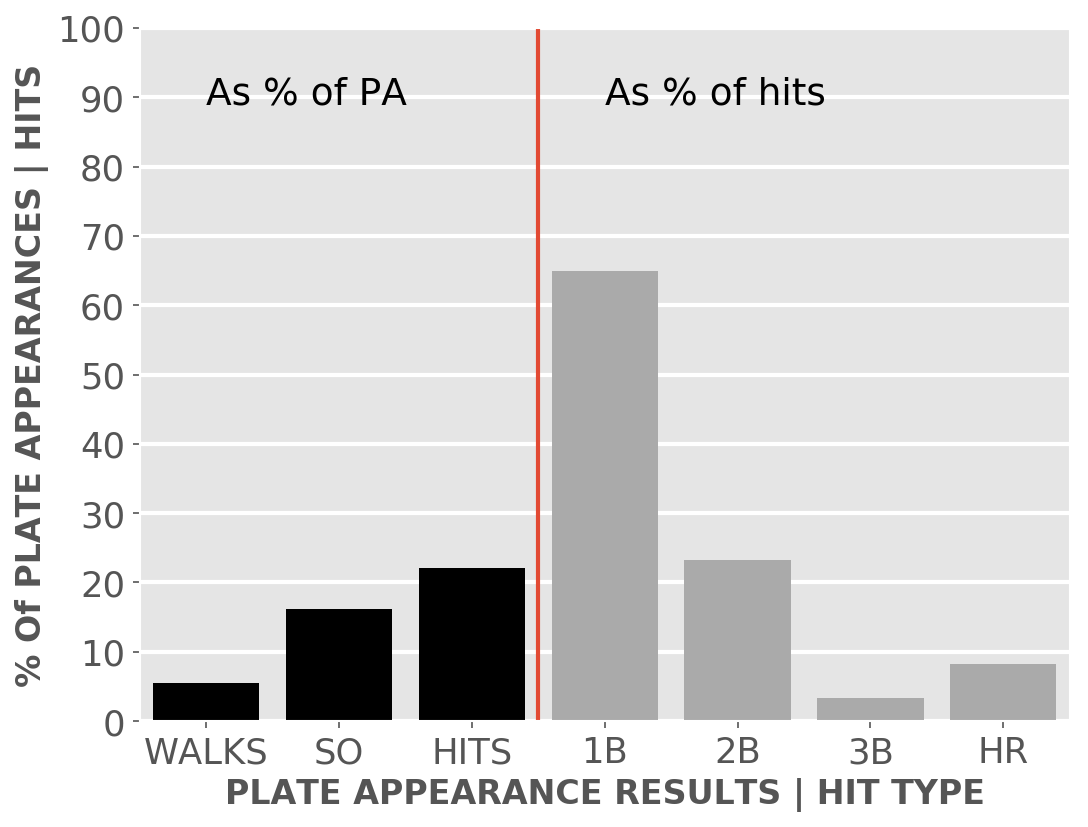 % Of PLATE APPEARANCES | HITS
100
90
80
70
60
50
40
30
20
10
0
As % of PA
As % of hits
WALKS SO HITS 1B 2B 3B HR
PLATE APPEARANCE RESULTS | HIT TYPE